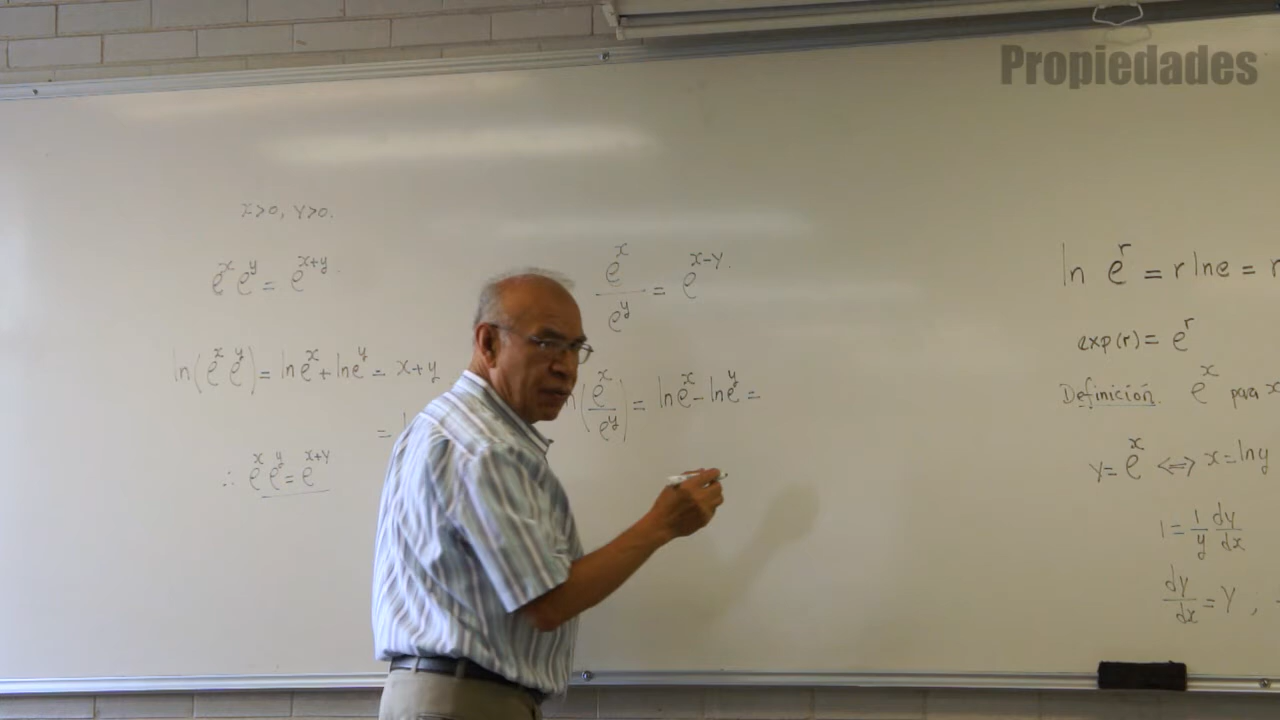 Propiedades
x>0, y>0.
e^x e^y = e^{x+y}.
ln(e^x e^y) = ln e^x + ln e^y = x+y
=
∴ e^x e^y = e^{x+y}
e^x/e^y = e^{x-y}.
(e^x/e^y) = ln e^x - ln e^y =
ln e^r = r ln e = r
exp(r) = e^r
Definición. e^x para x
y = e^x ⟺ x = ln y
1 = 1/y dy/dx
dy/dx = y ,